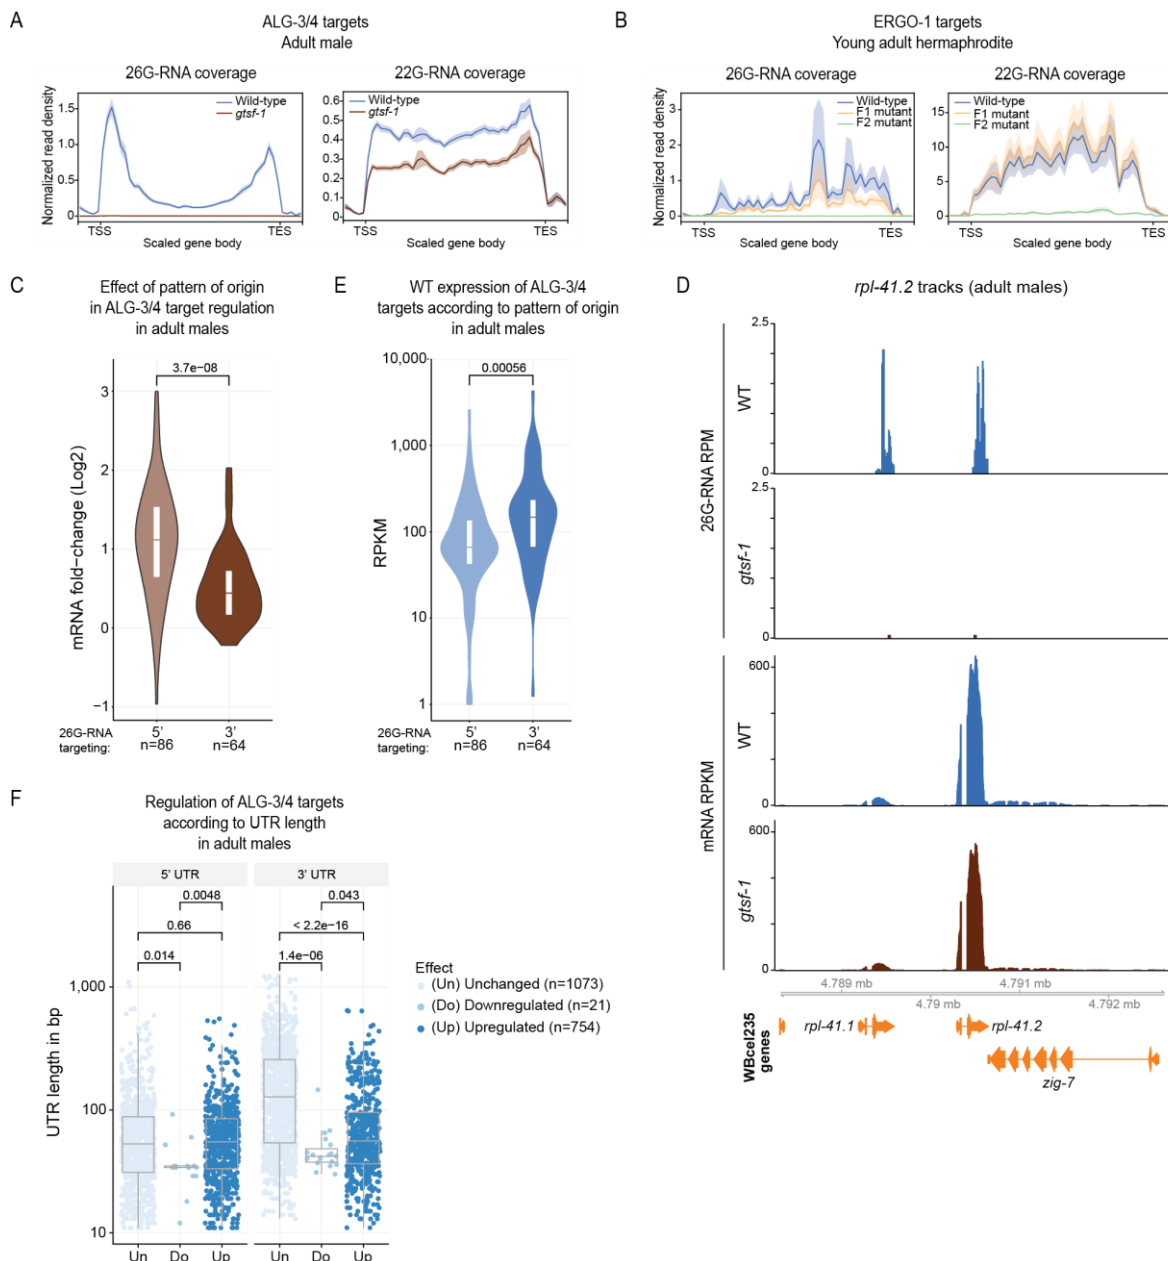 A
ALG-3/4 targets
Adult male
26G-RNA coverage
22G-RNA coverage
Normalized read density
1.5
1.0
0.5
0
Wild-type
gtsf-1
TSS
TES
Scaled gene body
0.6
0.5
0.4
0.3
0.2
0.1
0
Wild-type
gtsf-1
TSS
TES
Scaled gene body
B
ERGO-1 targets
Young adult hermaphrodite
26G-RNA coverage
22G-RNA coverage
Normalized read density
3
2
1
0
Wild-type
F1 mutant
F2 mutant
TSS
TES
Scaled gene body
15
10
5
0
Wild-type
F1 mutant
F2 mutant
TSS
TES
Scaled gene body
C
Effect of pattern of origin
in ALG-3/4 target regulation
in adult males
3.7e−08
mRNA fold-change (Log2)
3
2
1
0
−1
26G-RNA
targeting:
5'
n=86
3'
n=64
E
WT expression of ALG-3/4
targets according to pattern of origin
in adult males
0.00056
RPKM
10,000
1,000
100
10
1
26G-RNA
targeting:
5'
n=86
3'
n=64
D
rpl-41.2 tracks (adult males)
26G-RNA RPM
WT
2.5
0
gtsf-1
2.5
0
mRNA RPKM
WT
600
0
gtsf-1
600
0
4.789 mb
4.79 mb
4.791 mb
4.792 mb
WBcel235
genes
rpl-41.1
rpl-41.2
zig-7
F
Regulation of ALG-3/4 targets
according to UTR length
in adult males
5' UTR
3' UTR
0.0048
0.66
0.014
0.043
< 2.2e−16
1.4e−06
UTR length in bp
1,000
100
10
Un
Do
Up
Un
Do
Up
Effect
(Un) Unchanged (n=1073)
(Do) Downregulated (n=21)
(Up) Upregulated (n=754)